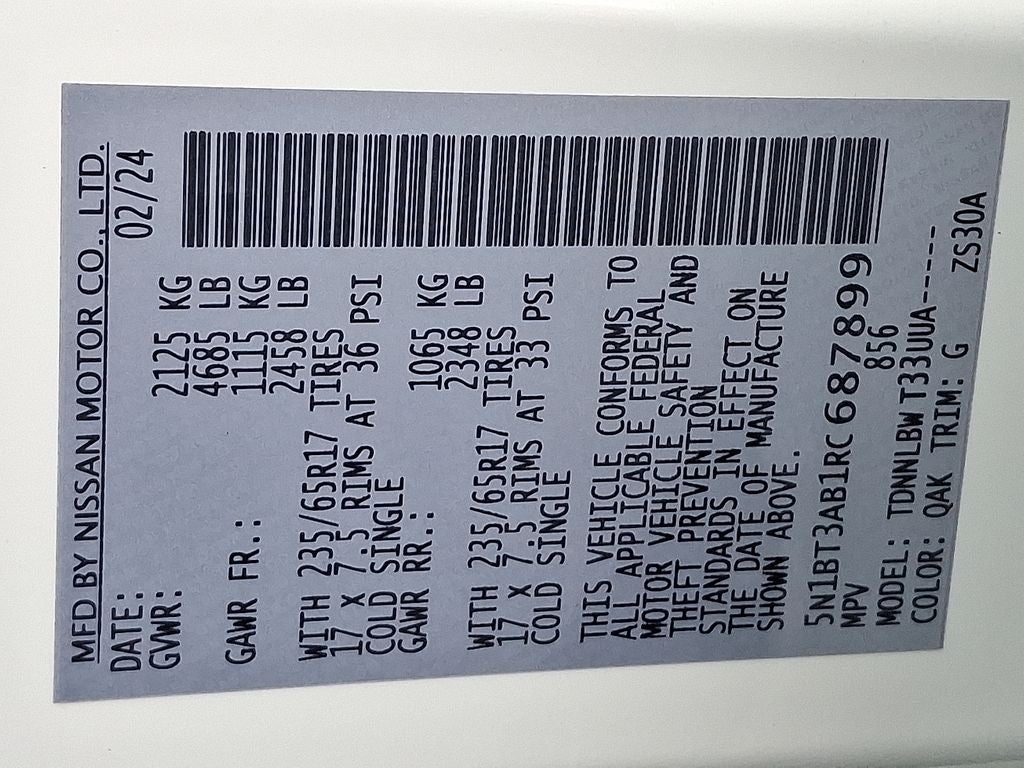 MFD BY NISSAN MOTOR CO., LTD.
DATE: 02/24
GVWR: 2125 KG
4685 LB
GAWR FR.: 1115 KG
2458 LB
WITH 235/65R17 TIRES
17 X 7.5 RIMS AT 36 PSI
COLD SINGLE
GAWR RR.: 1065 KG
2348 LB
WITH 235/65R17 TIRES
17 X 7.5 RIMS AT 33 PSI
COLD SINGLE
THIS VEHICLE CONFORMS TO
ALL APPLICABLE FEDERAL
MOTOR VEHICLE SAFETY AND
THEFT PREVENTION
STANDARDS IN EFFECT ON
THE DATE OF MANUFACTURE
SHOWN ABOVE.
5N1BT3AB1RC687899
MPV 856
MODEL: TDNNLBW T33UUA-----
COLOR: QAK TRIM: G ZS30A